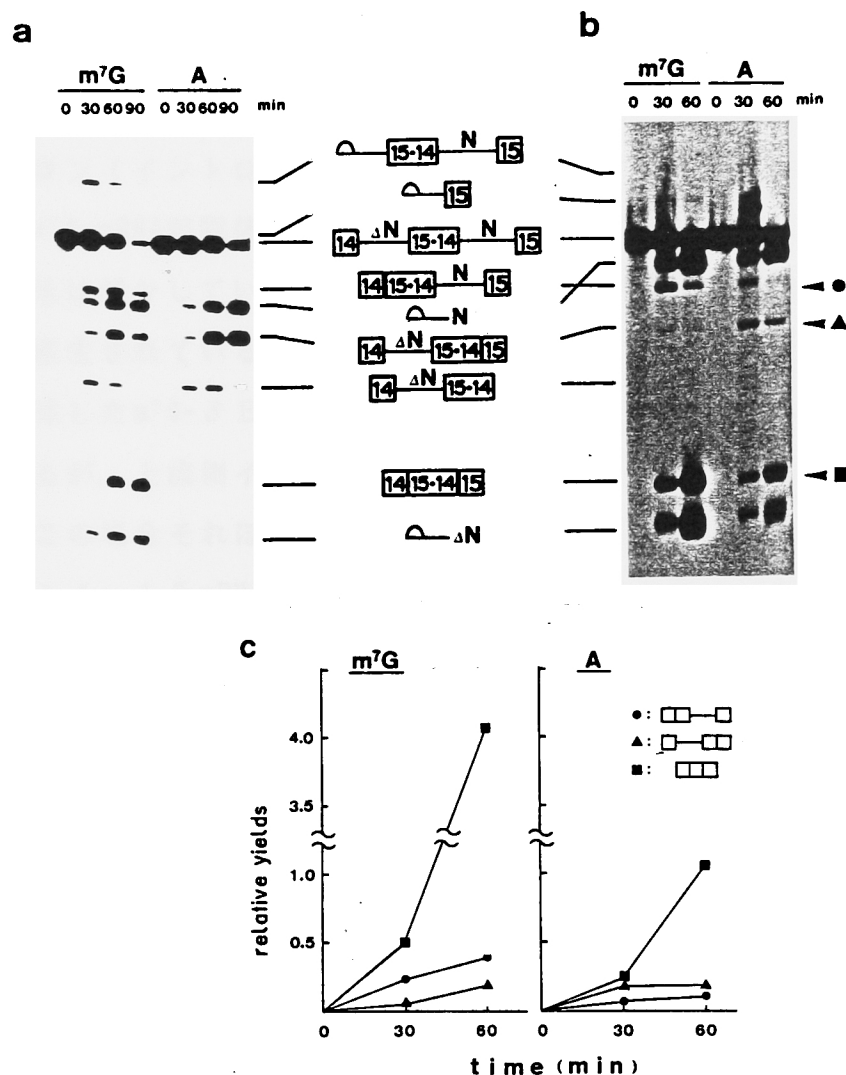 a
m⁷G A
0 30 60 90 0 30 60 90 min
b
m⁷G A
0 30 60 0 30 60 min
15-14 N 15
15
14 ΔN 15-14 N 15
14 15-14 N 15
N
14 ΔN 15-14 15
14 ΔN 15-14
14 15-14 15
ΔN
c
m⁷G
A
relative yields
4.0
3.5
1.0
0.5
0 30 60
0 30 60
time (min)